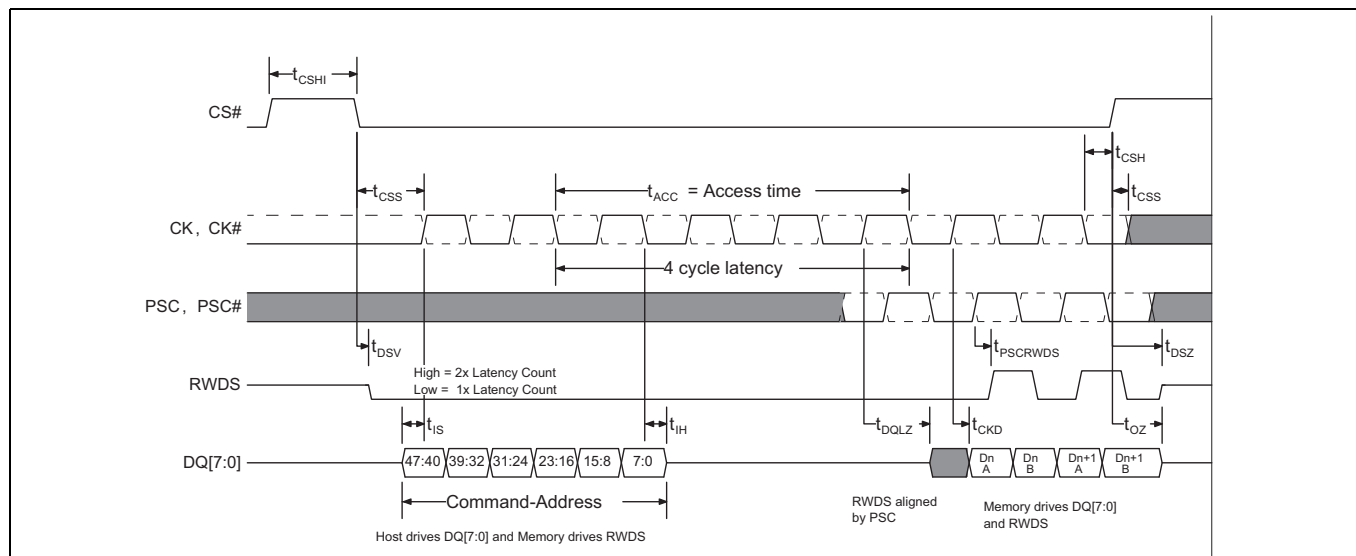 tCSHI
CS#
tCSH
tCSS
tACC = Access time
tCSS
CK, CK#
4 cycle latency
PSC, PSC#
tDSV
tPSCRWDS
tDSZ
High = 2x Latency Count
RWDS
Low = 1x Latency Count
tIS
tIH
tDQLZ
tCKD
tOZ
DQ[7:0]
47:40 39:32 31:24 23:16 15:8 7:0
Dn A
Dn B
Dn+1 A
Dn+1 B
Command-Address
RWDS aligned by PSC
Memory drives DQ[7:0] and RWDS
Host drives DQ[7:0] and Memory drives RWDS